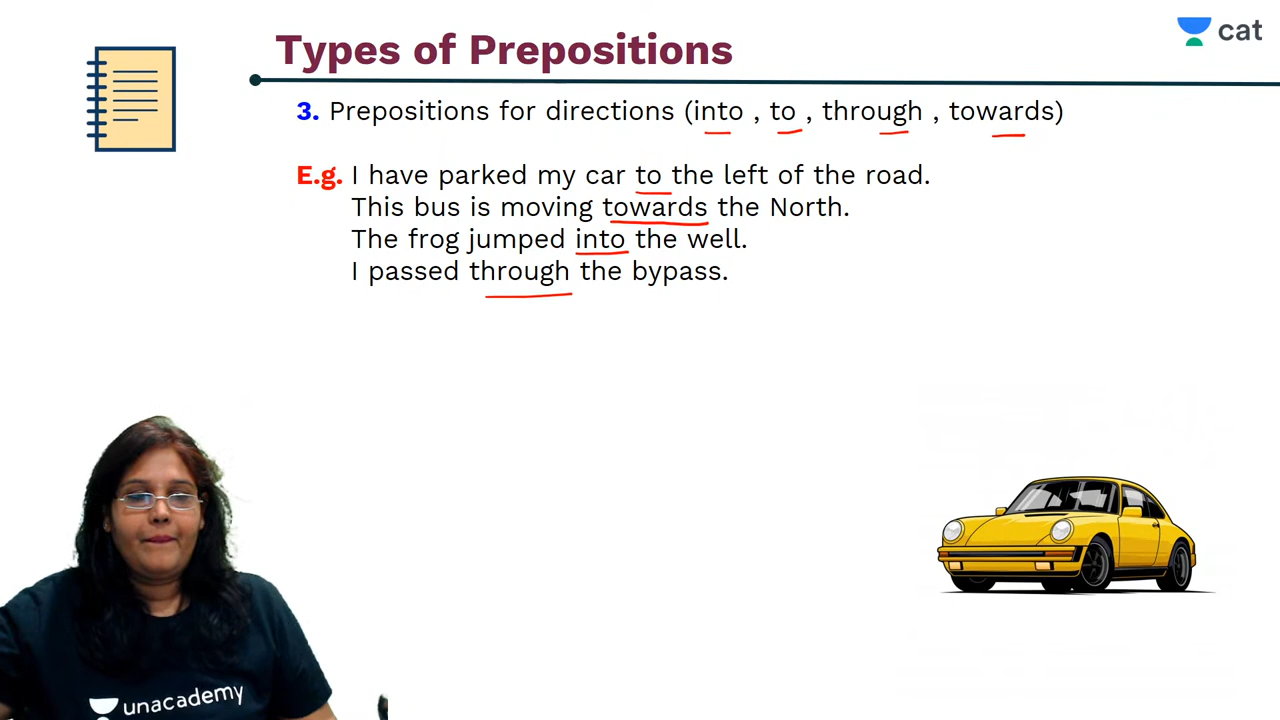 cat
Types of Prepositions
3. Prepositions for directions (into , to , through , towards)
E.g. I have parked my car to the left of the road.
This bus is moving towards the North.
The frog jumped into the well.
I passed through the bypass.
unacademy